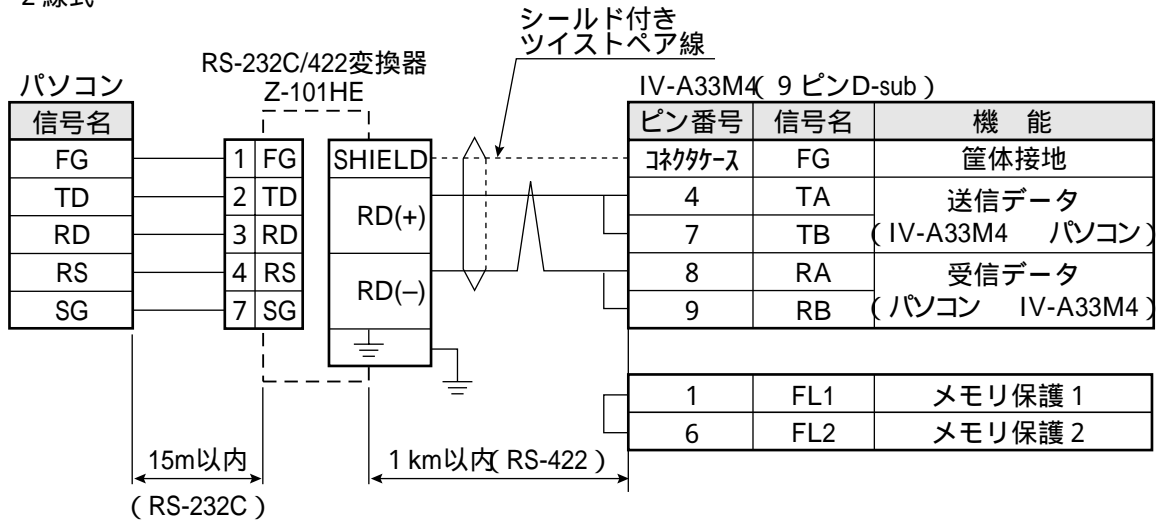 2 線式
シールド付き
ツイストペア線
RS-232C/422変換器
Z-101HE
パソコン
信号名
FG
TD
RD
RS
SG
1 FG
2 TD
3 RD
4 RS
7 SG
SHIELD
RD(+)
RD(–)
IV-A33M4( 9 ピンD-sub )
ピン番号 信号名 機 能
コネクタケース FG 筐体接地
4 TA 送信データ
7 TB ( IV-A33M4 パソコン )
8 RA 受信データ
9 RB ( パソコン IV-A33M4 )
1 FL1 メモリ保護 1
6 FL2 メモリ保護 2
15m以内
( RS-232C )
1 km以内( RS-422 )